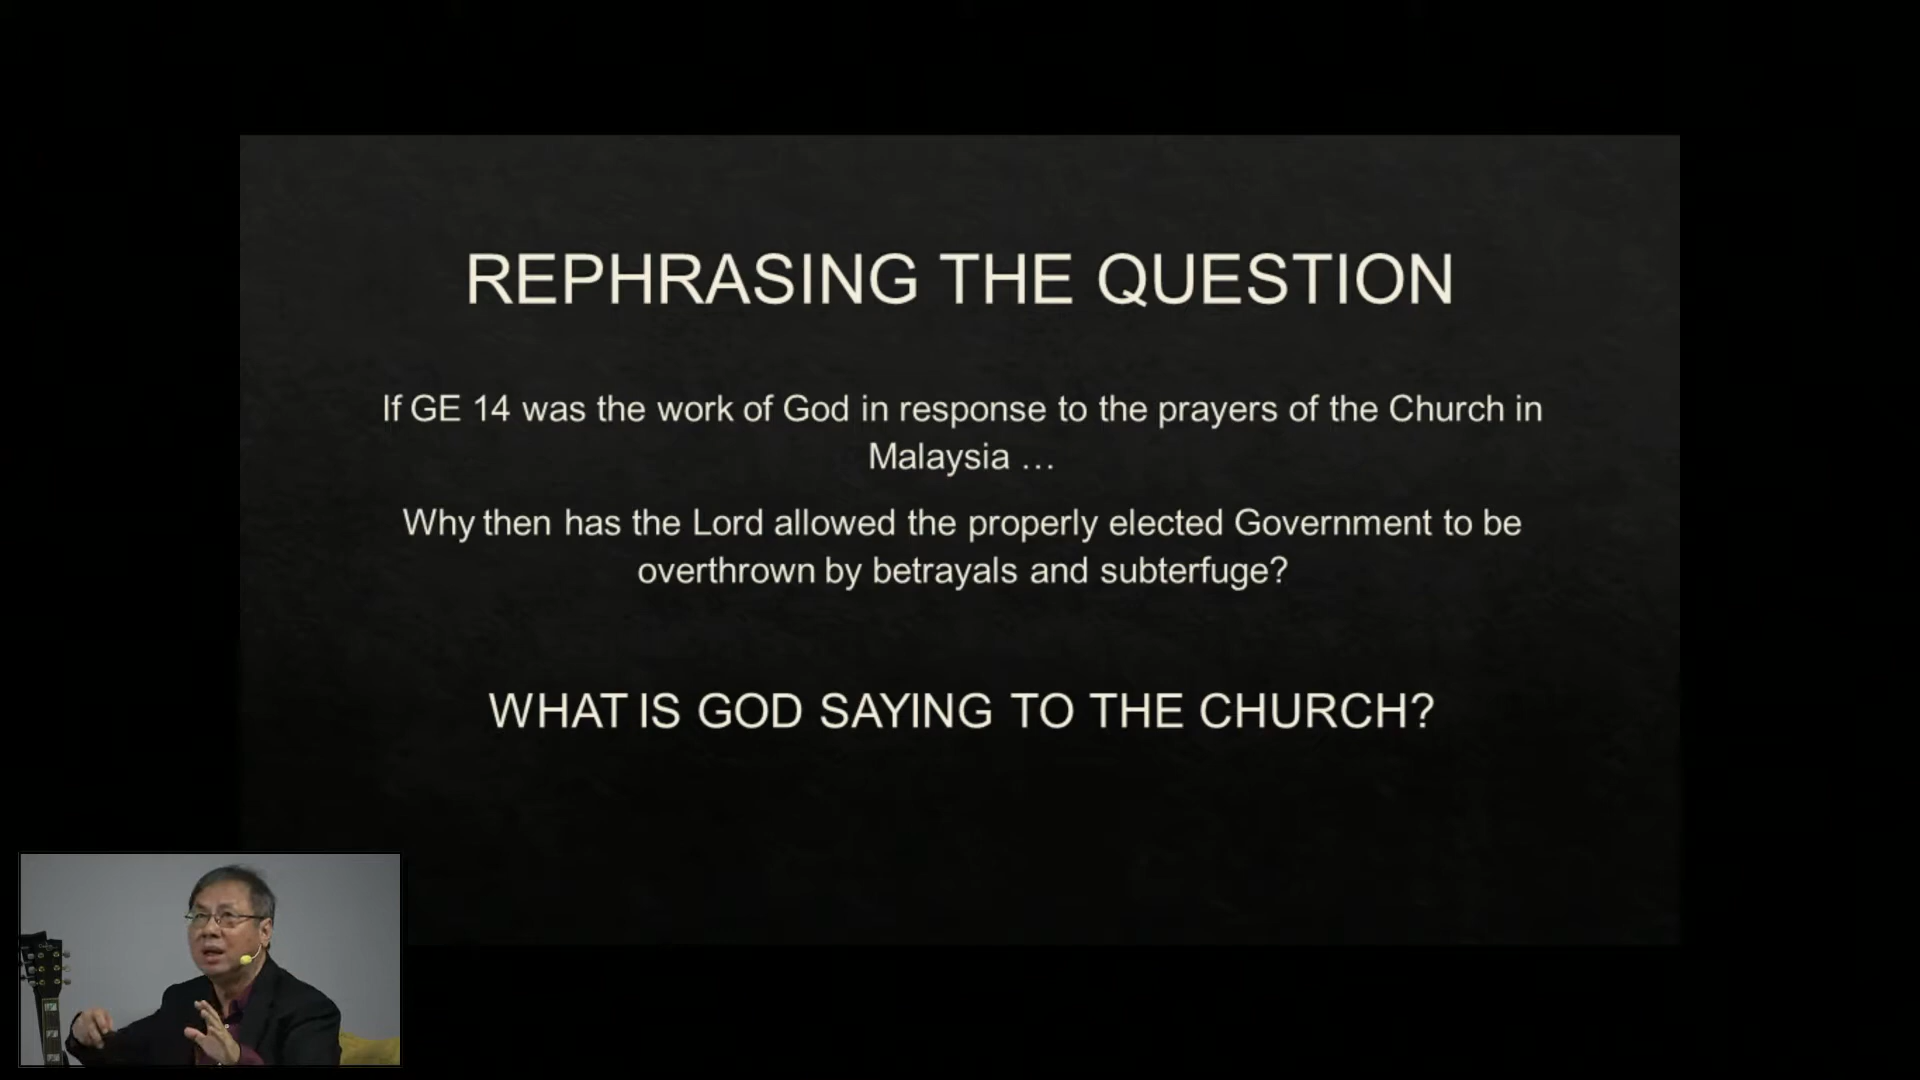 REPHRASING THE QUESTION
If GE 14 was the work of God in response to the prayers of the Church in
Malaysia …
Why then has the Lord allowed the properly elected Government to be
overthrown by betrayals and subterfuge?
WHAT IS GOD SAYING TO THE CHURCH?